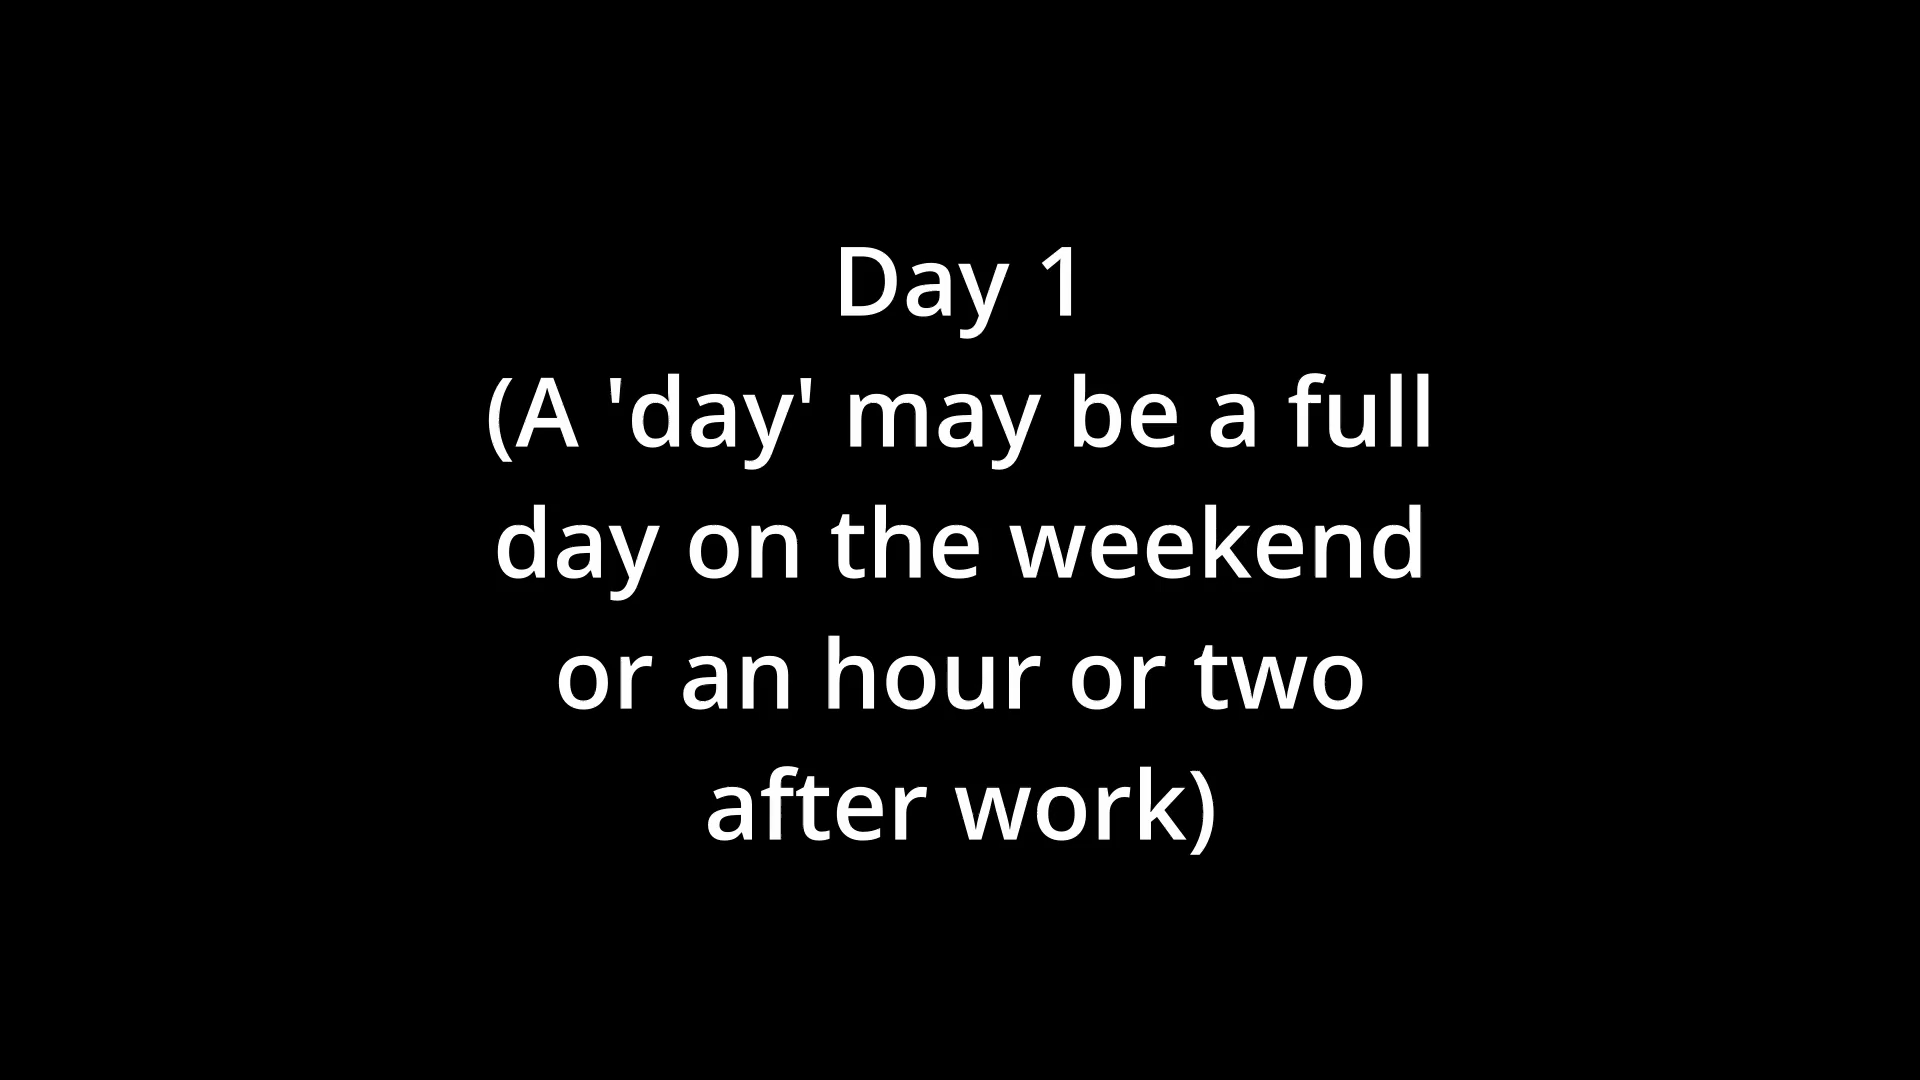 Day 1
(A 'day' may be a full
day on the weekend
or an hour or two
after work)